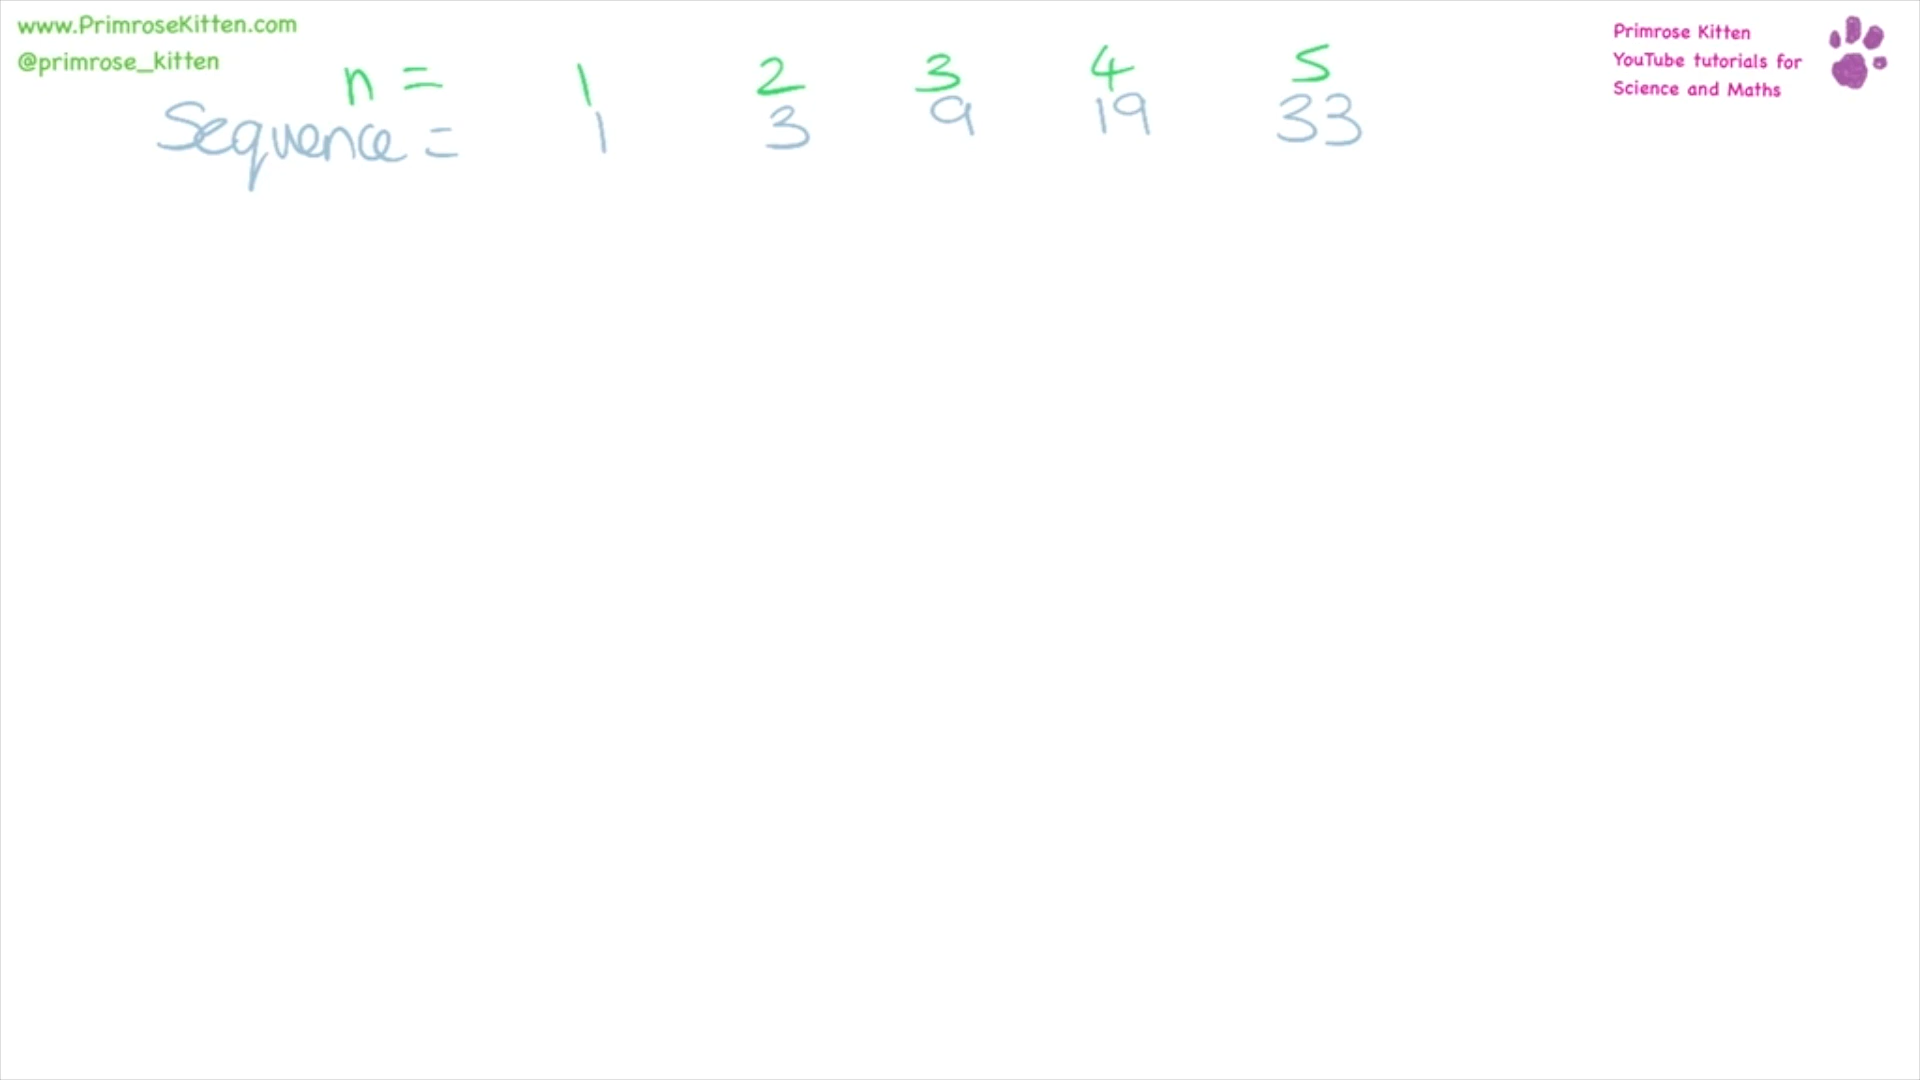 www.PrimroseKitten.com
@primrose_kitten
Primrose Kitten
YouTube tutorials for
Science and Maths
n = 1 2 3 4 5
Sequence = 1 3 9 19 33